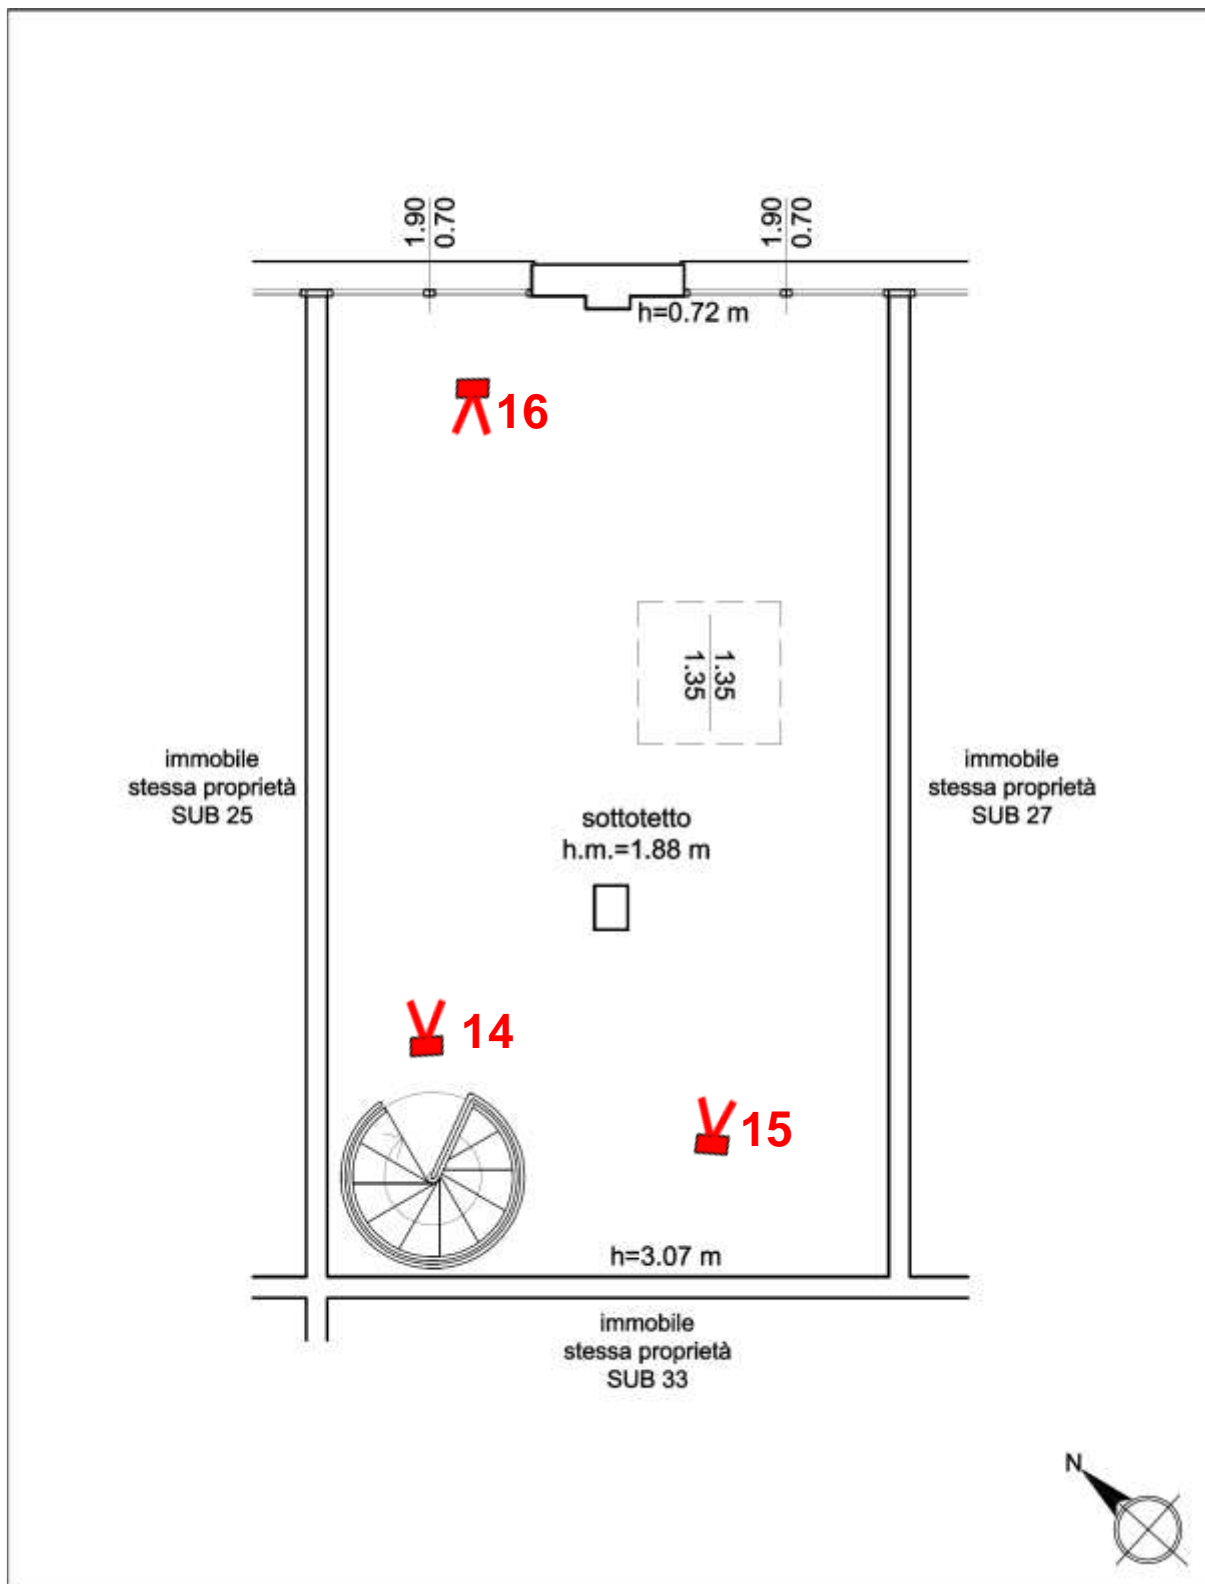 1.90
0.70
1.90
0.70
h=0.72 m
16
1.35
1.35
immobile
stessa proprietà
SUB 25
immobile
stessa proprietà
SUB 27
sottotetto
h.m.=1.88 m
14
15
h=3.07 m
immobile
stessa proprietà
SUB 33
N